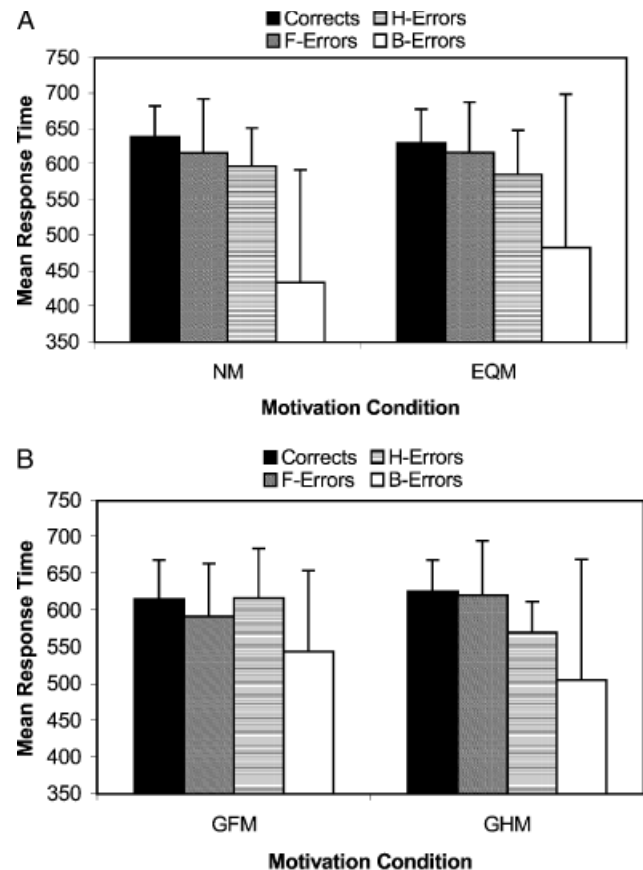 A
Corrects H-Errors
F-Errors B-Errors
Mean Response Time
750
700
650
600
550
500
450
400
350
NM EQM
Motivation Condition
B
Corrects H-Errors
F-Errors B-Errors
Mean Response Time
750
700
650
600
550
500
450
400
350
GFM GHM
Motivation Condition